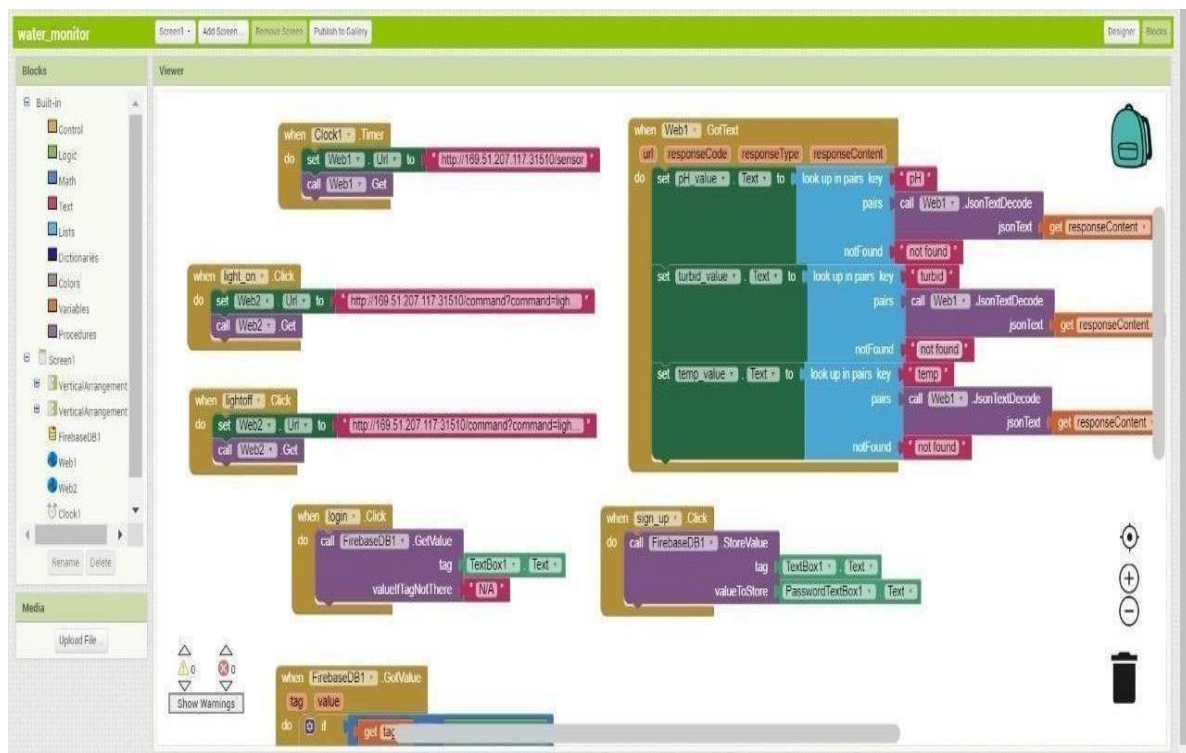 water_monitor
Screen1 Add Screen... Remove Screen Publish to Gallery
Designer Blocks
Blocks
Viewer
Built-in
Control
Logic
Math
Text
Lists
Dictionaries
Colors
Variables
Procedures
Screen1
VerticalArrangement
VerticalArrangement
FirebaseDB1
Web1
Web2
Clock1
Rename Delete
Media
Upload File ...
when Clock1 .Timer
do set Web1 . Url to " http://169.51.207.117:31510/sensor "
call Web1 .Get
when light_on .Click
do set Web2 . Url to " http://169.51.207.117:31510/command?command=ligh... "
call Web2 .Get
when lightoff .Click
do set Web2 . Url to " http://169.51.207.117:31510/command?command=ligh... "
call Web2 .Get
when Web1 .GotText
url responseCode responseType responseContent
do set pH_value . Text to look up in pairs key " pH "
pairs call Web1 .JsonTextDecode
jsonText get responseContent
notFound " not found "
set turbid_value . Text to look up in pairs key " turbid "
pairs call Web1 .JsonTextDecode
jsonText get responseContent
notFound " not found "
set temp_value . Text to look up in pairs key " temp "
pairs call Web1 .JsonTextDecode
jsonText get responseContent
notFound " not found "
when login .Click
do call FirebaseDB1 .GetValue
tag TextBox1 . Text
valueIfTagNotThere " N/A "
when sign_up .Click
do call FirebaseDB1 .StoreValue
tag TextBox1 . Text
valueToStore PasswordTextBox1 . Text
0 0
Show Warnings
when FirebaseDB1 .GotValue
tag value
do if get tag